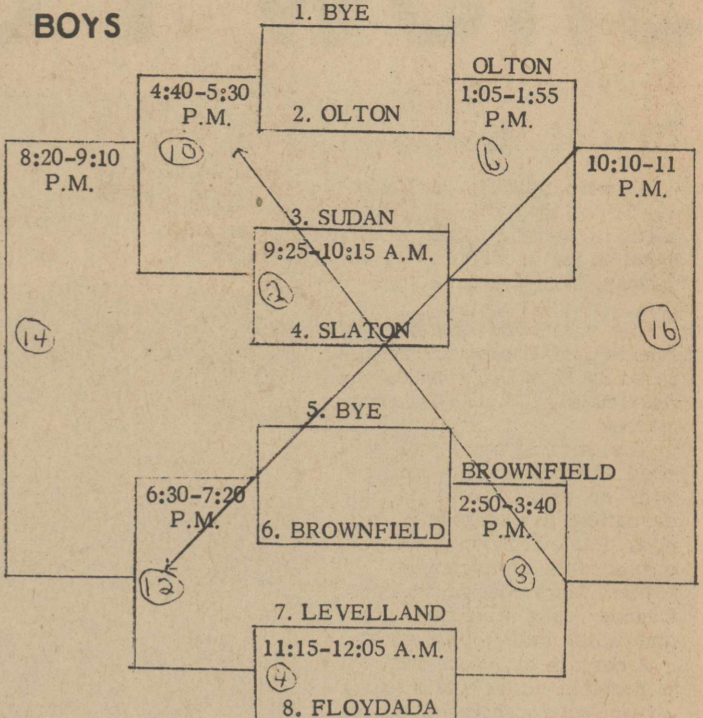 BOYS
1. BYE
OLTON
4:40-5:30
P.M.
10
2. OLTON
1:05-1:55
P.M.
6
8:20-9:10
P.M.
10:10-11
P.M.
3. SUDAN
9:25-10:15 A.M.
2
4. SLATON
14
16
5. BYE
BROWNFIELD
6:30-7:20
P.M.
12
6. BROWNFIELD
2:50-3:40
P.M.
8
7. LEVELLAND
11:15-12:05 A.M.
4
8. FLOYDADA